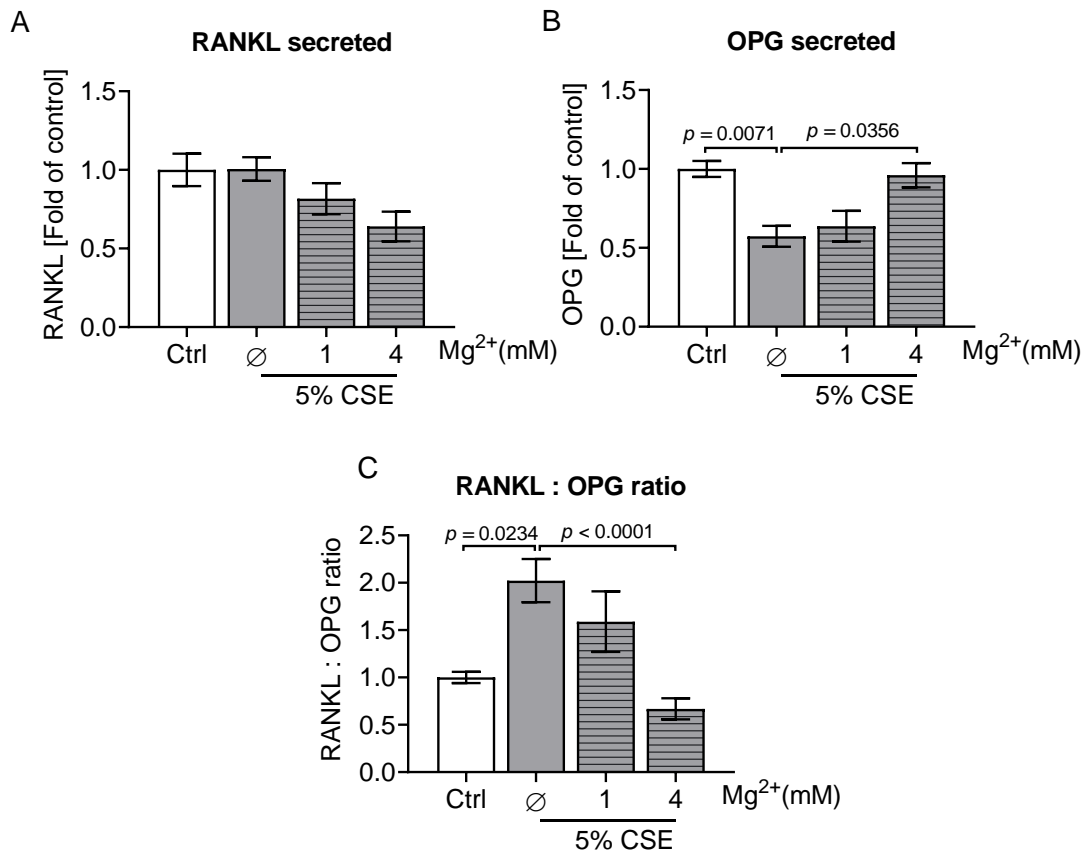 A
RANKL secreted
RANKL [Fold of control]
1.5
1.0
0.5
0.0
Ctrl ∅ 1 4 Mg²⁺(mM)
5% CSE
B
OPG secreted
OPG [Fold of control]
1.5
1.0
0.5
0.0
p = 0.0071 p = 0.0356
Ctrl ∅ 1 4 Mg²⁺(mM)
5% CSE
C
RANKL : OPG ratio
RANKL : OPG ratio
2.5
2.0
1.5
1.0
0.5
0.0
p = 0.0234 p < 0.0001
Ctrl ∅ 1 4 Mg²⁺(mM)
5% CSE